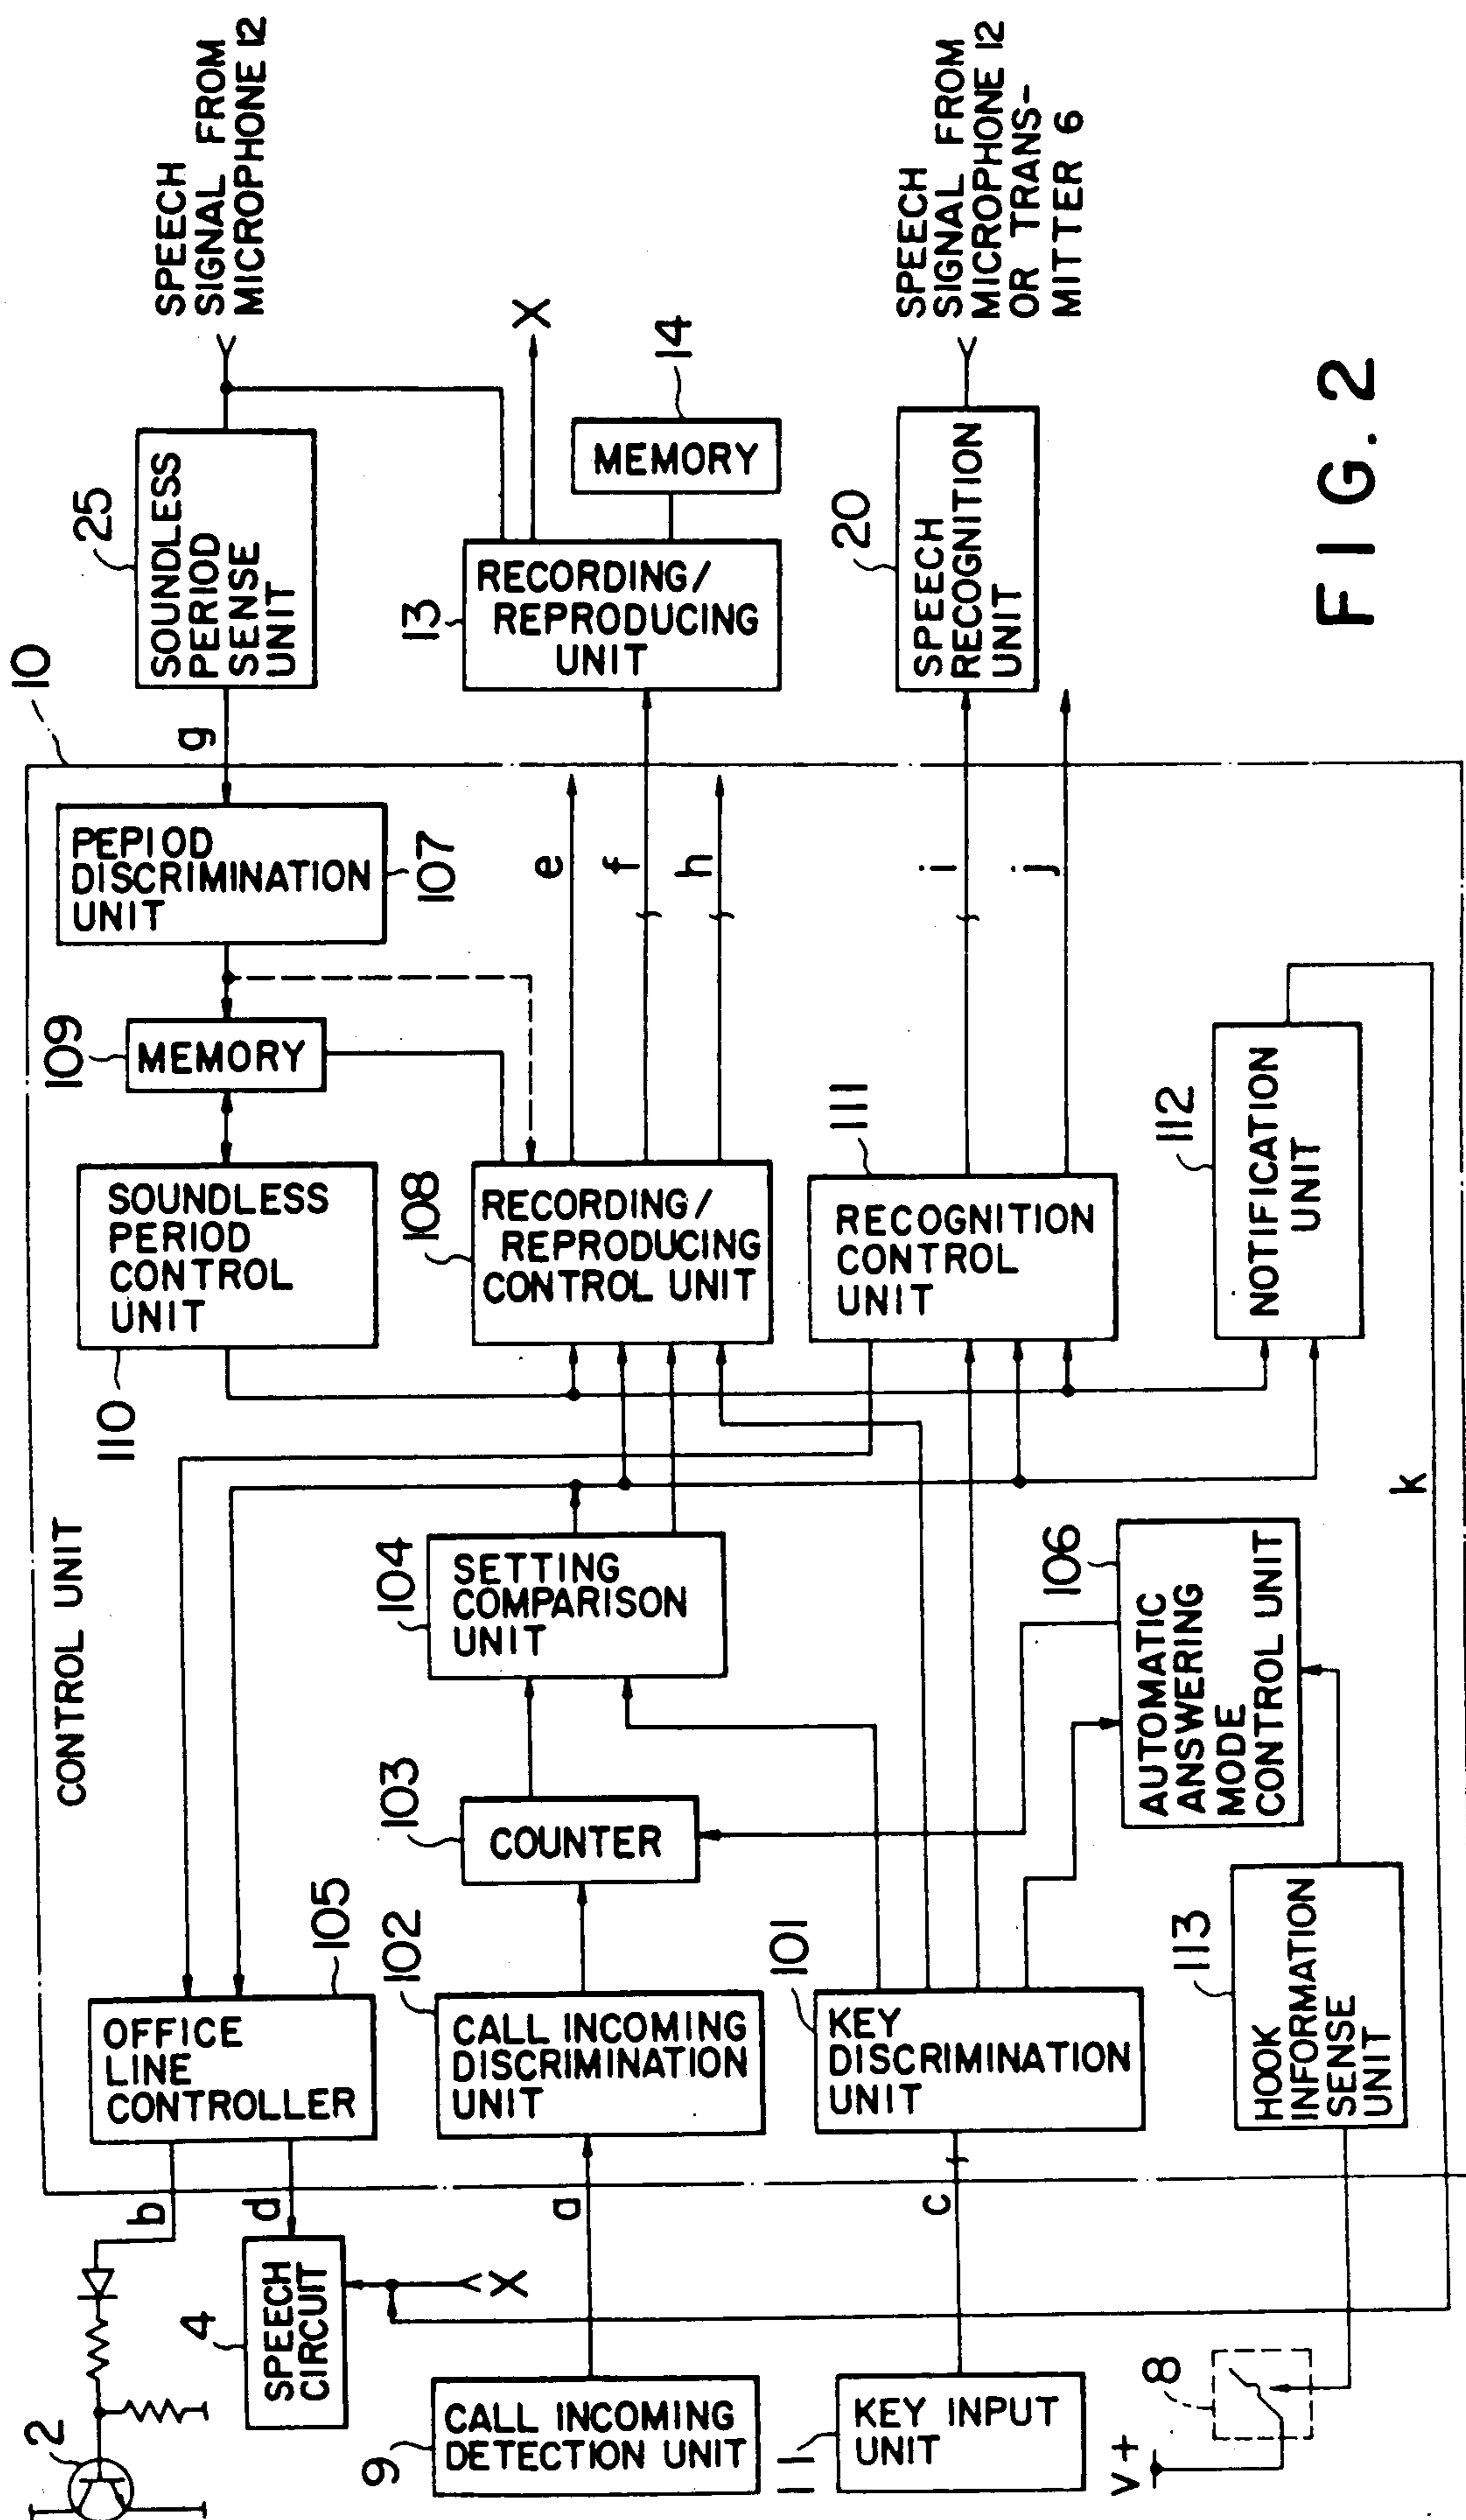 CONTROL UNIT
10
2
b
4
SPEECH
CIRCUIT
d
X
OFFICE
LINE
CONTROLLER
105
110
SOUNDLESS
PERIOD
CONTROL
UNIT
109
MEMORY
PEPIOD
DISCRIMINATION
UNIT
107
g
25
SOUNDLESS
PERIOD
SENSE
UNIT
SPEECH
SIGNAL FROM
MICROPHONE 12
9
CALL INCOMING
DETECTION UNIT
a
102
CALL INCOMING
DISCRIMINATION
UNIT
103
COUNTER
104
SETTING
COMPARISON
UNIT
108
RECORDING/
REPRODUCING
CONTROL UNIT
e
f
h
13
RECORDING/
REPRODUCING
UNIT
X
14
MEMORY
11
KEY INPUT
UNIT
c
101
KEY
DISCRIMINATION
UNIT
111
RECOGNITION
CONTROL
UNIT
i
j
20
SPEECH
RECOGNITION
UNIT
SPEECH
SIGNAL FROM
MICROPHONE 12
OR TRANS-
MITTER 6
V+
8
113
HOOK
INFORMATION
SENSE
UNIT
106
AUTOMATIC
ANSWERING
MODE
CONTROL UNIT
112
NOTIFICATION
UNIT
k
FIG. 2